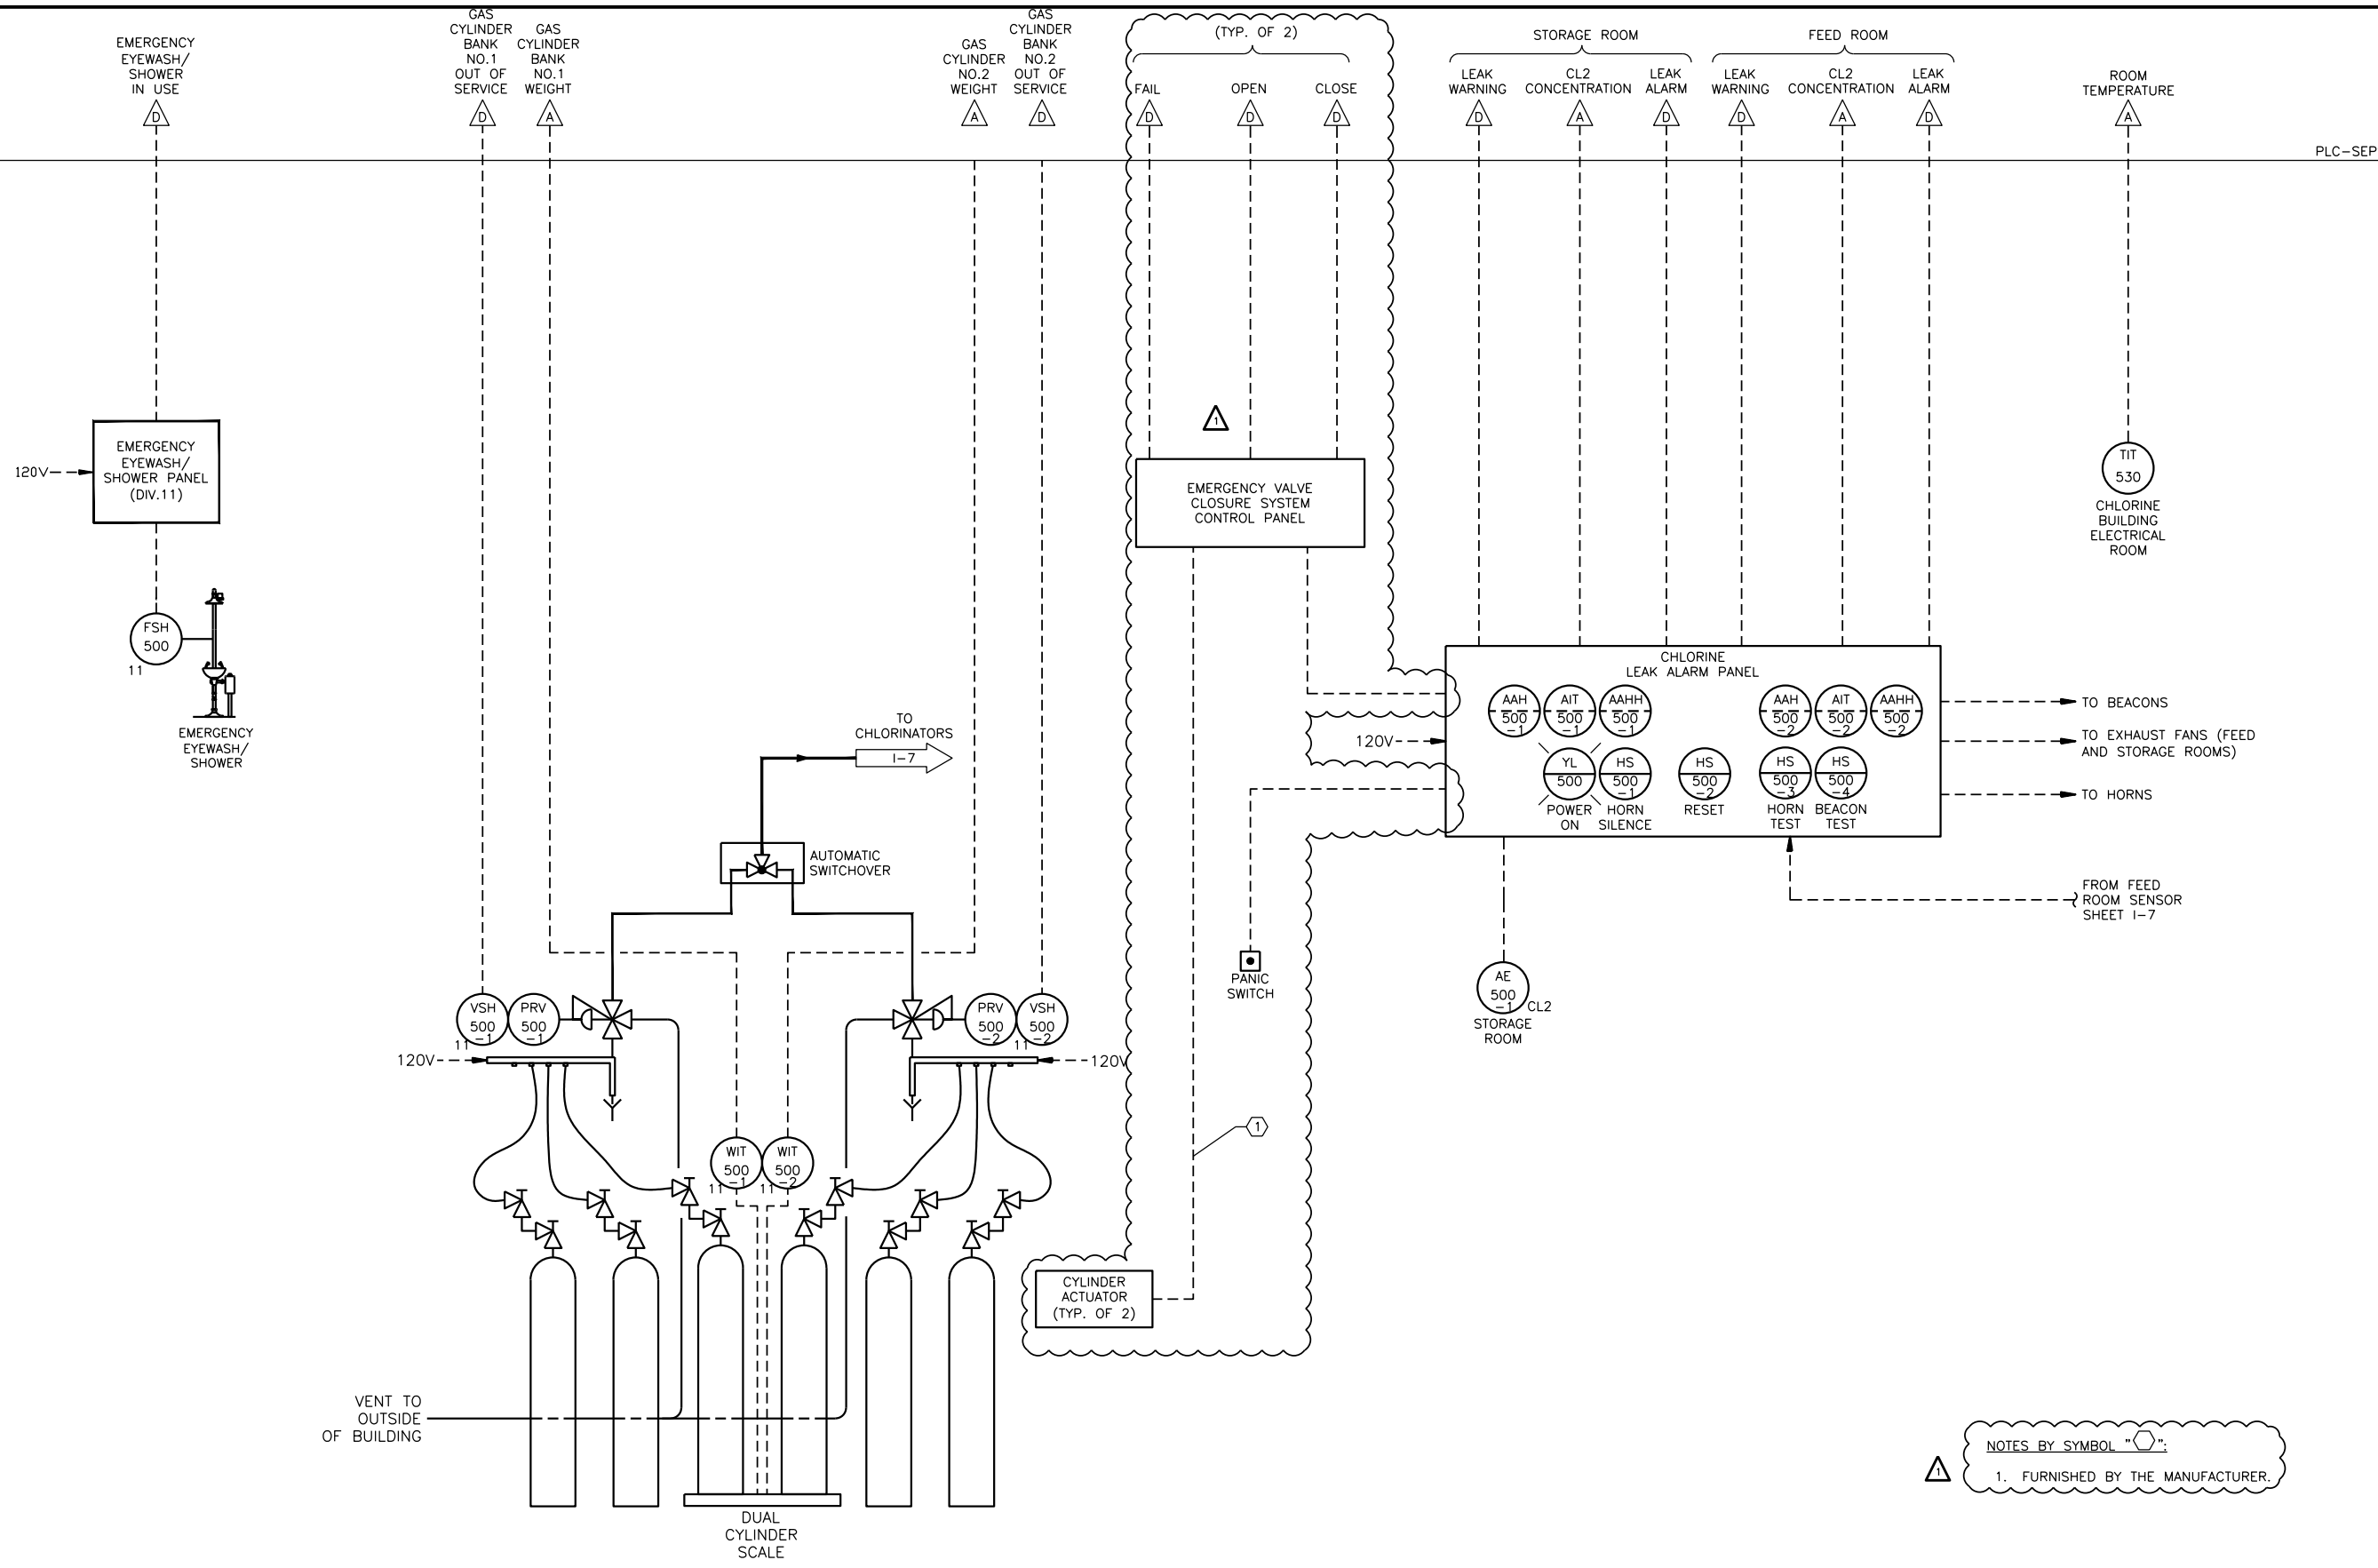 EMERGENCY
EYEWASH/
SHOWER
IN USE
D
GAS
CYLINDER
BANK
NO.1
OUT OF
SERVICE
D
GAS
CYLINDER
BANK
NO.1
WEIGHT
A
GAS
CYLINDER
NO.2
WEIGHT
A
GAS
CYLINDER
BANK
NO.2
OUT OF
SERVICE
D
(TYP. OF 2)
FAIL
D
OPEN
D
CLOSE
D
STORAGE ROOM
LEAK
WARNING
D
CL2
CONCENTRATION
A
LEAK
ALARM
D
FEED ROOM
LEAK
WARNING
D
CL2
CONCENTRATION
A
LEAK
ALARM
D
ROOM
TEMPERATURE
A
PLC-SEP
120V
EMERGENCY
EYEWASH/
SHOWER PANEL
(DIV.11)
FSH
500
11
EMERGENCY
EYEWASH/
SHOWER
1
EMERGENCY VALVE
CLOSURE SYSTEM
CONTROL PANEL
TIT
530
CHLORINE
BUILDING
ELECTRICAL
ROOM
CHLORINE
LEAK ALARM PANEL
AAH
500
-1
AIT
500
-1
AAHH
500
-1
AAH
500
-2
AIT
500
-2
AAHH
500
-2
YL
500
POWER
ON
HS
500
-1
HORN
SILENCE
HS
500
-2
RESET
HS
500
-3
HORN
TEST
HS
500
-4
BEACON
TEST
120V
TO BEACONS
TO EXHAUST FANS (FEED
AND STORAGE ROOMS)
TO HORNS
FROM FEED
ROOM SENSOR
SHEET I-7
TO
CHLORINATORS
I-7
AUTOMATIC
SWITCHOVER
PANIC
SWITCH
AE
500
-1
CL2
STORAGE
ROOM
VSH
500
-1
11
PRV
500
-1
PRV
500
-2
VSH
500
-2
11
120V
120V
WIT
500
-1
11
WIT
500
-2
11
1
CYLINDER
ACTUATOR
(TYP. OF 2)
VENT TO
OUTSIDE
OF BUILDING
DUAL
CYLINDER
SCALE
1
NOTES BY SYMBOL "⬡":
1. FURNISHED BY THE MANUFACTURER.